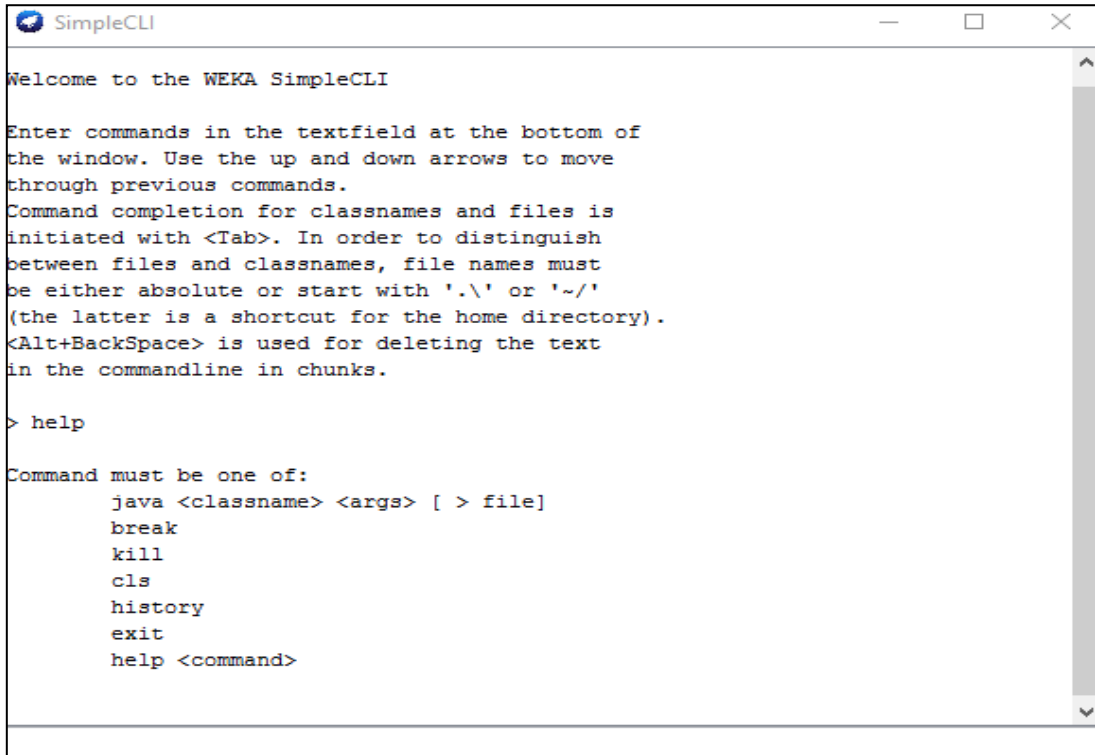 SimpleCLI
Welcome to the WEKA SimpleCLI
Enter commands in the textfield at the bottom of
the window. Use the up and down arrows to move
through previous commands.
Command completion for classnames and files is
initiated with <Tab>. In order to distinguish
between files and classnames, file names must
be either absolute or start with '.\' or '~/'
(the latter is a shortcut for the home directory).
<Alt+BackSpace> is used for deleting the text
in the commandline in chunks.
> help
Command must be one of:
java <classname> <args> [ > file]
break
kill
cls
history
exit
help <command>